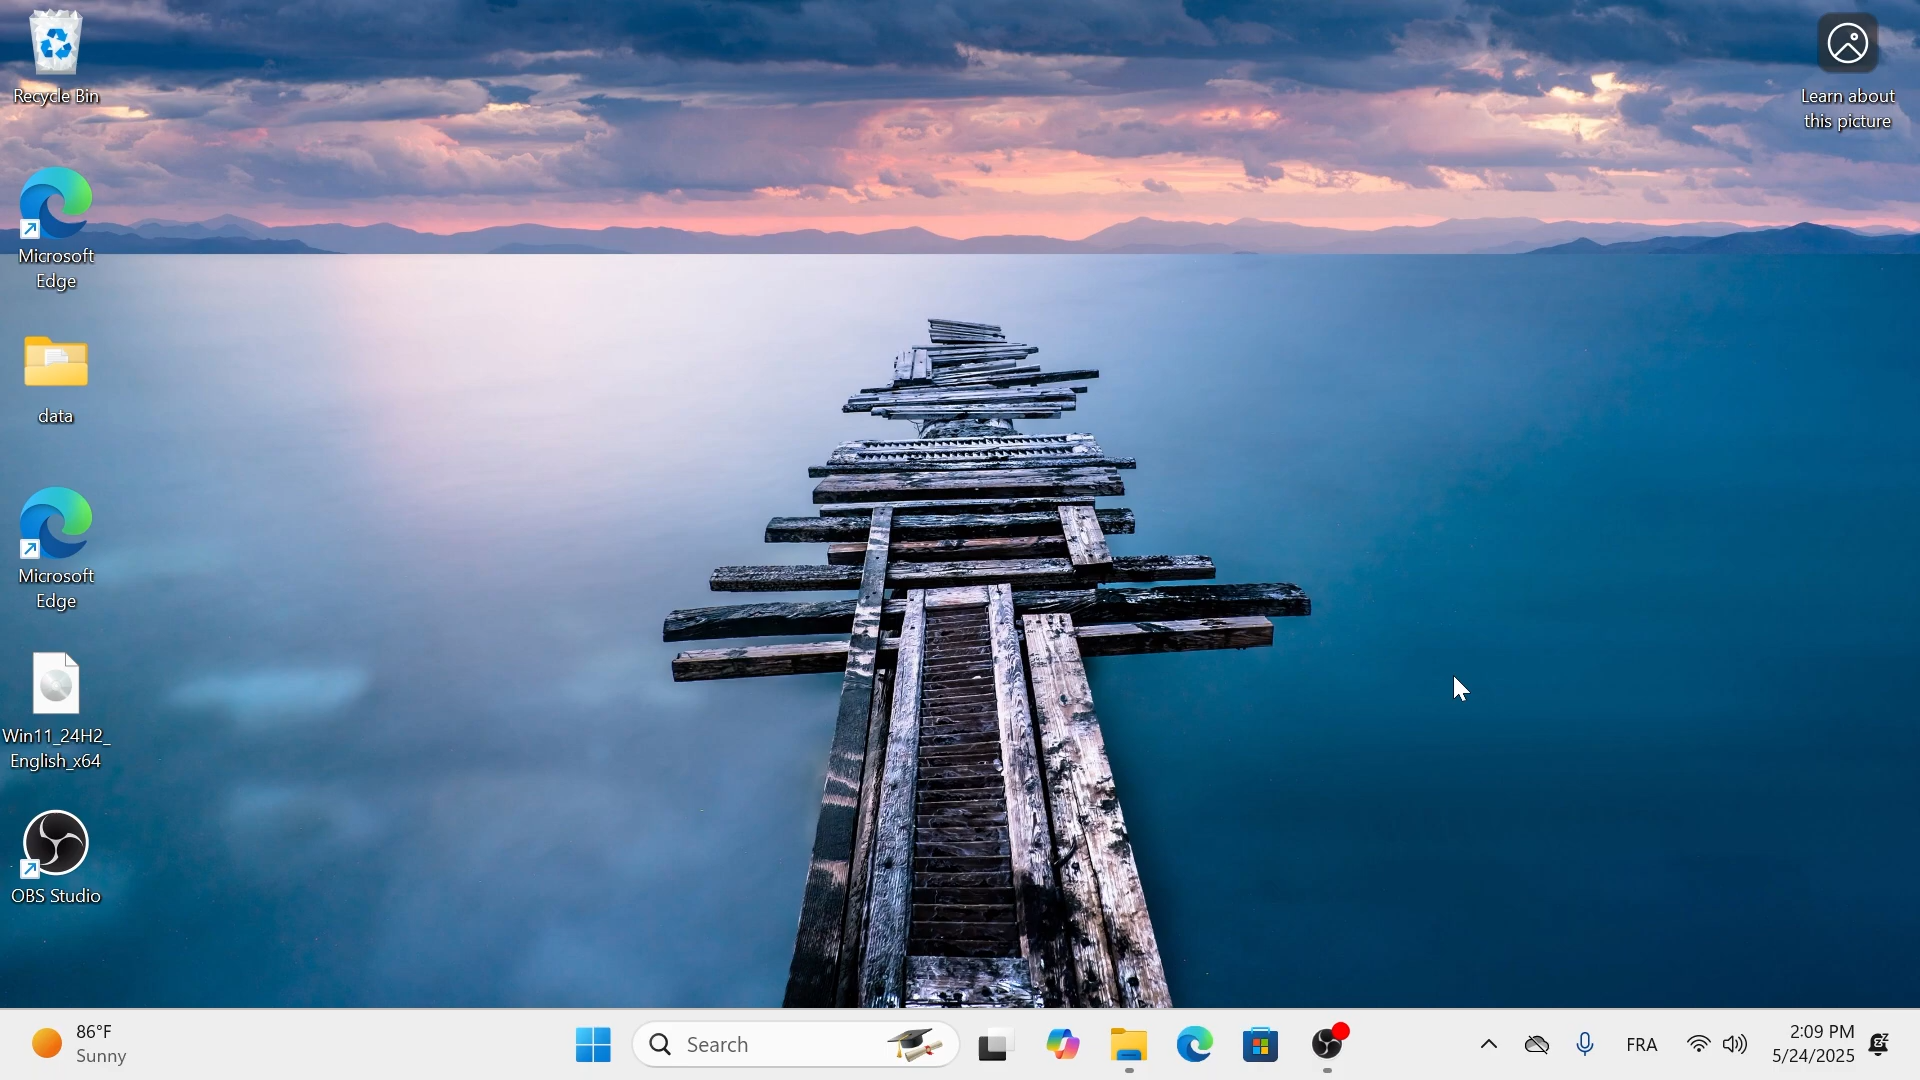 Recycle Bin
Learn about
this picture
Microsoft
Edge
data
Microsoft
Edge
Win11_24H2_
English_x64
OBS Studio
86°F
Sunny
Search
FRA
2:09 PM
5/24/2025